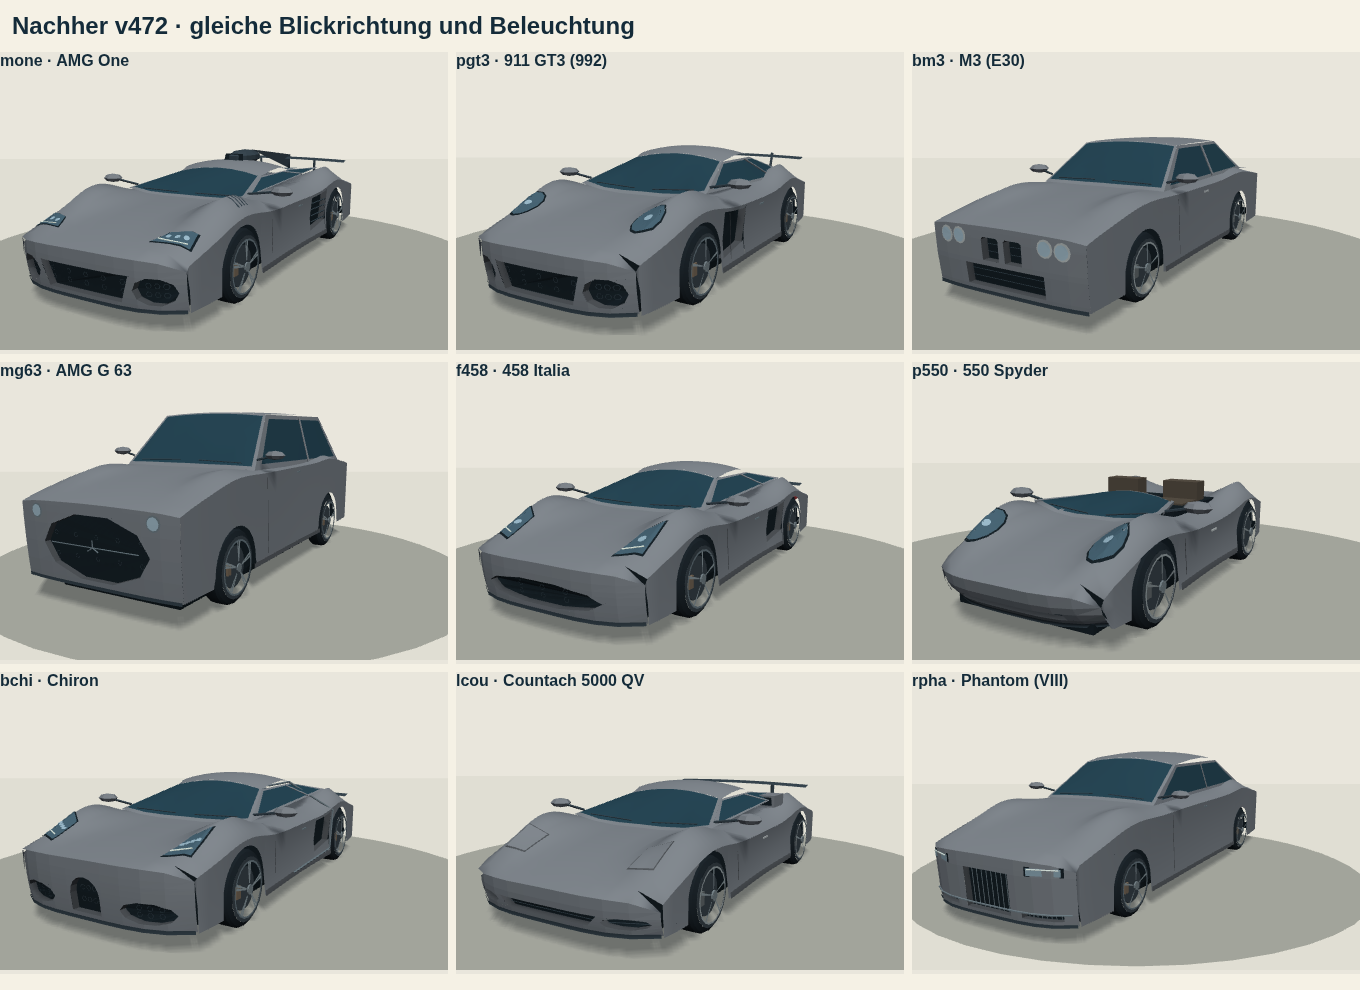 Nachher v472 · gleiche Blickrichtung und Beleuchtung
mone · AMG One
pgt3 · 911 GT3 (992)
bm3 · M3 (E30)
mg63 · AMG G 63
f458 · 458 Italia
p550 · 550 Spyder
bchi · Chiron
lcou · Countach 5000 QV
rpha · Phantom (VIII)